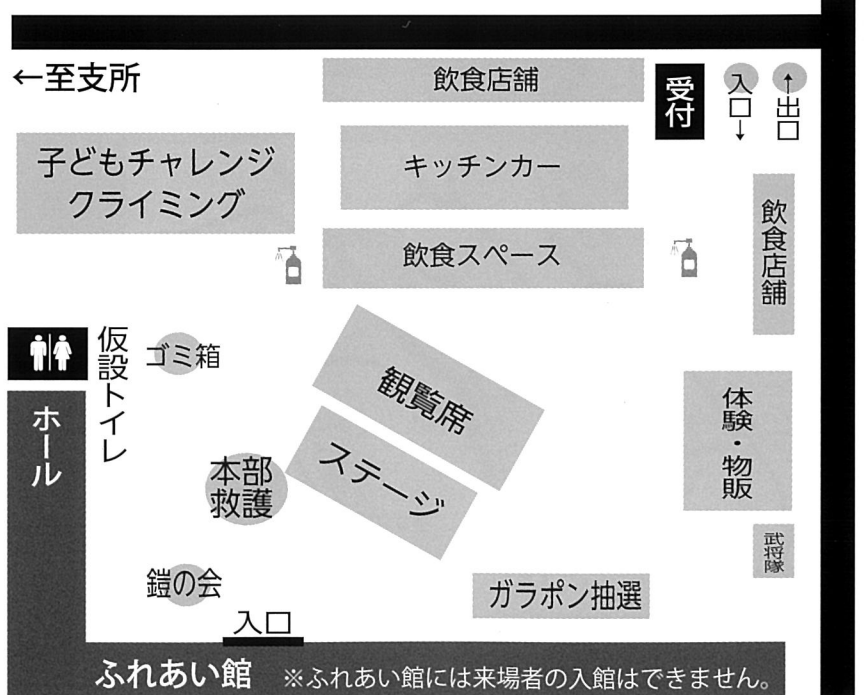 ←至支所
飲食店舗
受付
入口↓
↑出口
子どもチャレンジ
クライミング
キッチンカー
飲食スペース
飲食店舗
仮設トイレ
ゴミ箱
観覧席
ステージ
体験・物販
ホール
本部
救護
武将隊
鎧の会
ガラポン抽選
入口
ふれあい館 ※ふれあい館には来場者の入館はできません。